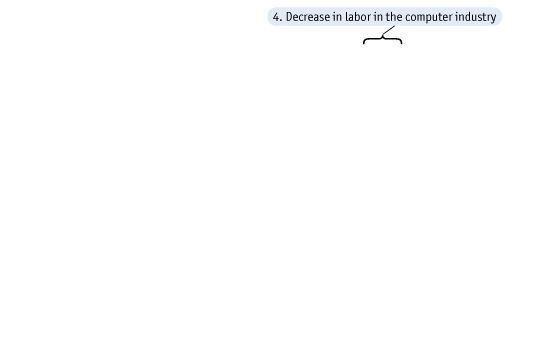 4. Decrease in labor in the computer industry